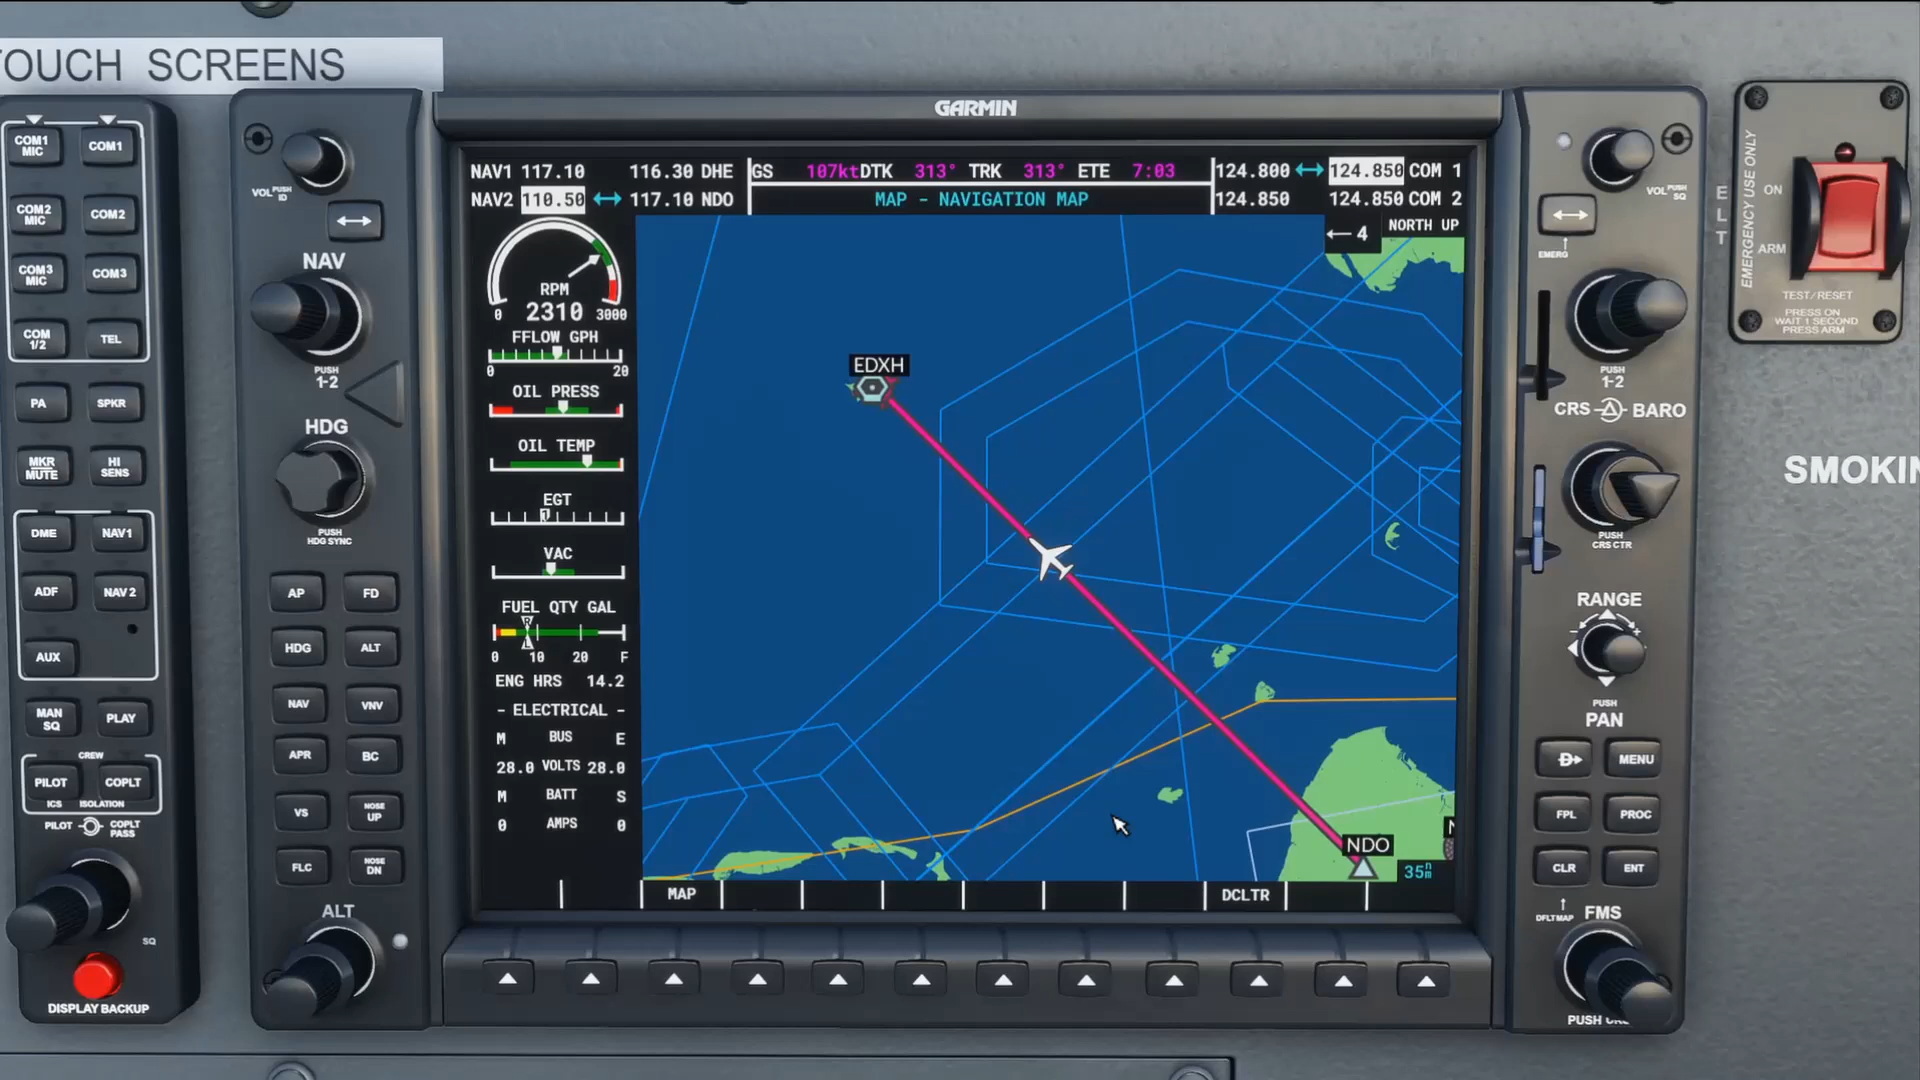 TOUCH SCREENS
COM1 MIC
COM1
COM2 MIC
COM2
COM3 MIC
COM3
COM 1/2
TEL
PA
SPKR
MKR MUTE
HI SENS
DME
NAV1
ADF
NAV 2
AUX
MAN SQ
PLAY
CREW
PILOT
COPLT
ICS ISOLATION
PILOT
COPLT PASS
SQ
DISPLAY BACKUP
VOL PUSH ID
NAV
PUSH
1-2
HDG
PUSH
HDG SYNC
AP
FD
HDG
ALT
NAV
VNV
APR
BC
VS
NOSE UP
FLC
NOSE DN
ALT
GARMIN
NAV1 117.10 116.30 DHE
NAV2 110.50 ↔ 117.10 NDO
GS 107kt DTK 313° TRK 313° ETE 7:03
MAP - NAVIGATION MAP
124.800 ↔ 124.850 COM 1
124.850 124.850 COM 2
← 4
NORTH UP
RPM
0 2310 3000
FFLOW GPH
0 20
OIL PRESS
OIL TEMP
EGT
1
VAC
FUEL QTY GAL
R
L
0 10 20 F
ENG HRS 14.2
- ELECTRICAL -
M BUS E
28.0 VOLTS 28.0
M BATT S
0 AMPS 0
EDXH
NDO
35nm
MAP
DCLTR
VOL PUSH SQ
EMERG
PUSH
1-2
CRS BARO
PUSH
CRS CTR
RANGE
- +
PUSH
PAN
D
MENU
FPL
PROC
CLR
ENT
DFLT MAP
FMS
ELT
EMERGENCY USE ONLY
ON
ARM
TEST/RESET
PRESS ON
WAIT 1 SECOND
PRESS ARM